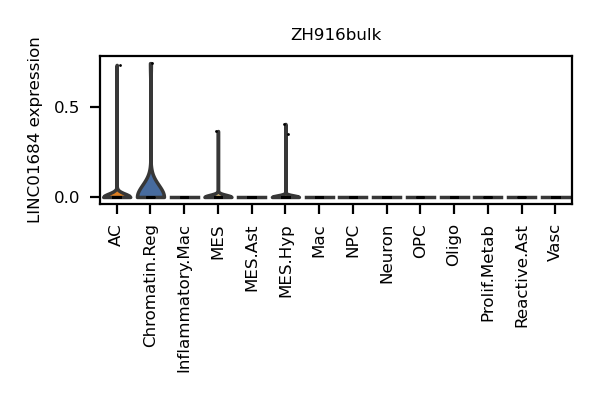 ZH916bulk
LINC01684 expression
0.5
0.0
AC
Chromatin.Reg
Inflammatory.Mac
MES
MES.Ast
MES.Hyp
Mac
NPC
Neuron
OPC
Oligo
Prolif.Metab
Reactive.Ast
Vasc